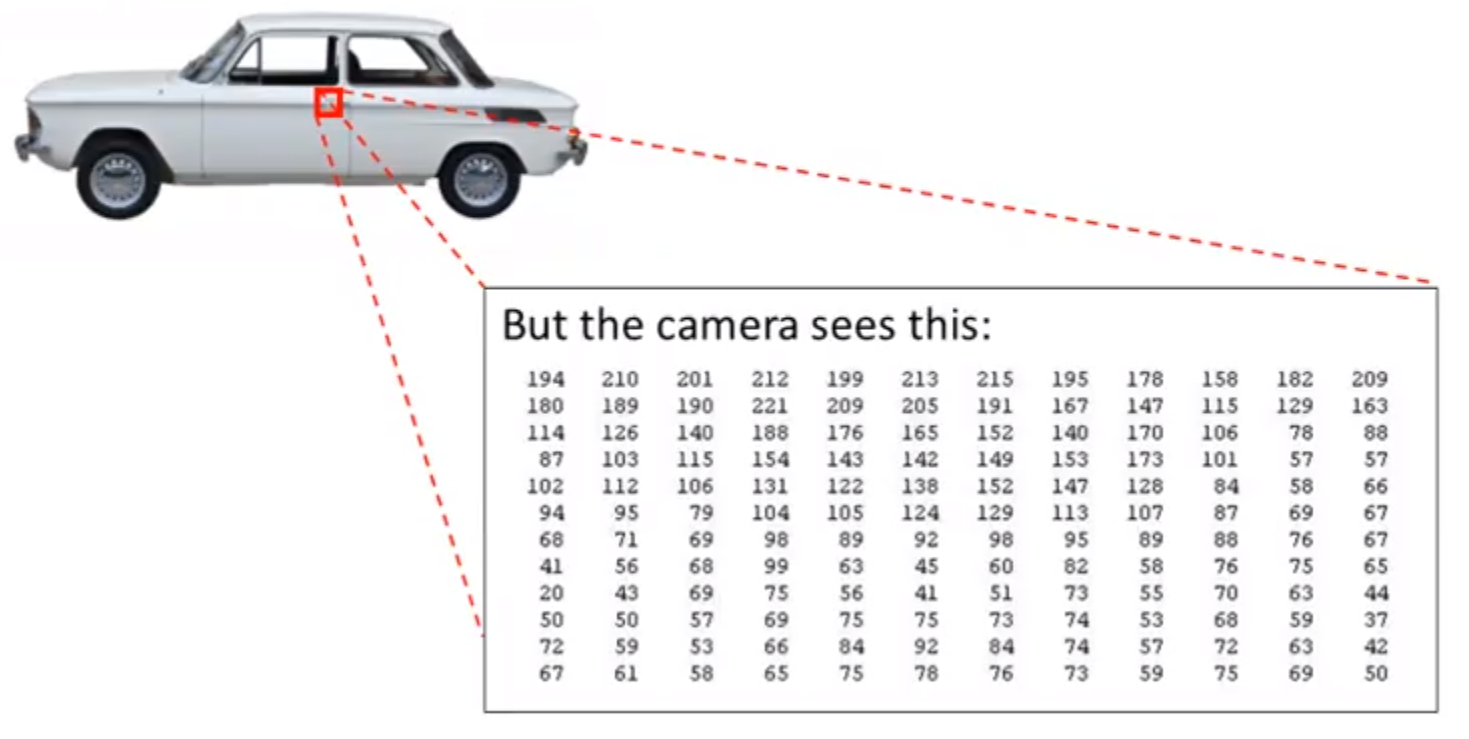 But the camera sees this:
194 210 201 212 199 213 215 195 178 158 182 209
180 189 190 221 209 205 191 167 147 115 129 163
114 126 140 188 176 165 152 140 170 106 78 88
87 103 115 154 143 142 149 153 173 101 57 57
102 112 106 131 122 138 152 147 128 84 58 66
94 95 79 104 105 124 129 113 107 87 69 67
68 71 69 98 89 92 98 95 89 88 76 67
41 56 68 99 63 45 60 82 58 76 75 65
20 43 69 75 56 41 51 73 55 70 63 44
50 50 57 69 75 75 73 74 53 68 59 37
72 59 53 66 84 92 84 74 57 72 63 42
67 61 58 65 75 78 76 73 59 75 69 50